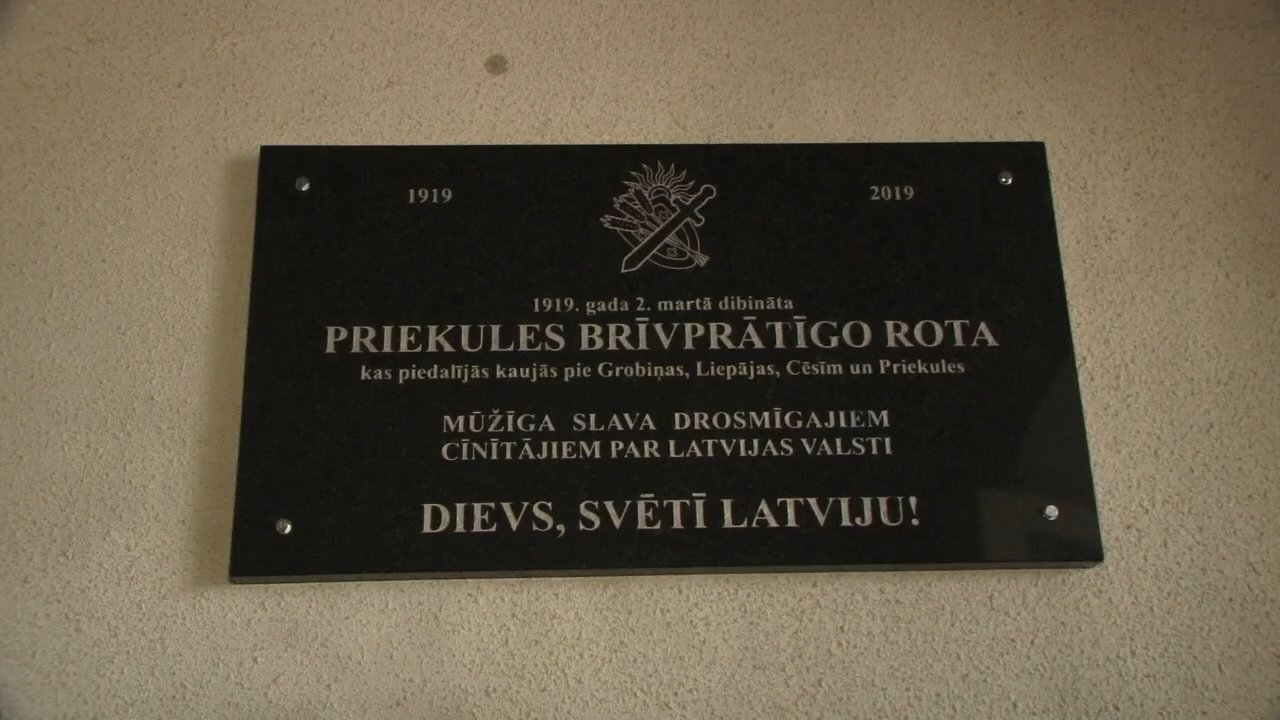 1919 2019
1919. gada 2. martā dibināta
PRIEKULES BRĪVPRĀTĪGO ROTA
kas piedalījās kaujās pie Grobiņas, Liepājas, Cēsīm un Priekules
MŪŽĪGA SLAVA DROSMĪGAJIEM
CĪNĪTĀJIEM PAR LATVIJAS VALSTI
DIEVS, SVĒTĪ LATVIJU!